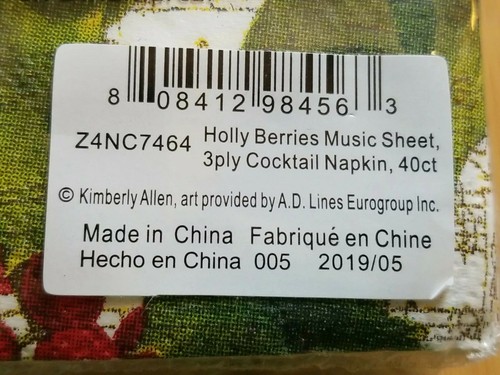 8 08412 98456 3
Z4NC7464 Holly Berries Music Sheet,
3ply Cocktail Napkin, 40ct
© Kimberly Allen, art provided by A.D. Lines Eurogroup Inc.
Made in China Fabriqué en Chine
Hecho en China 005 2019/05